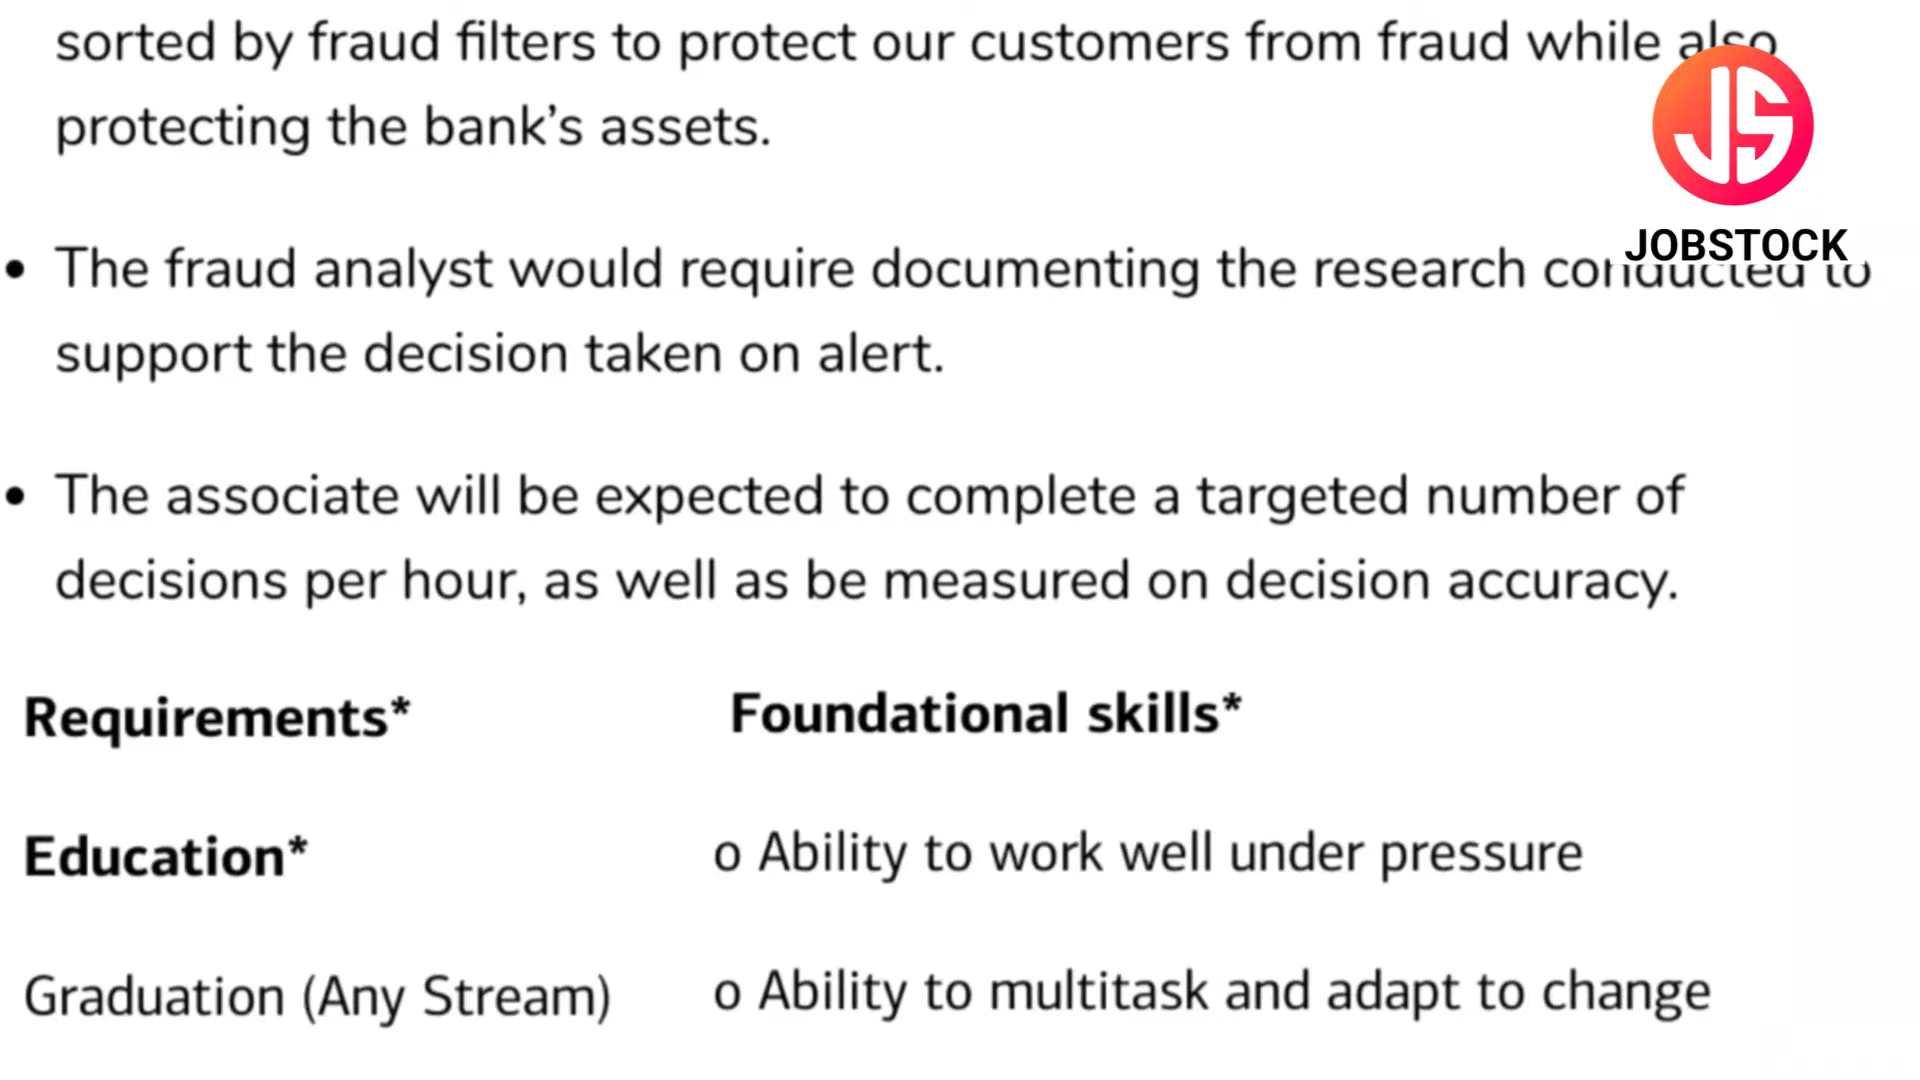 sorted by fraud filters to protect our customers from fraud while also
protecting the bank’s assets.
JS
JOBSTOCK
• The fraud analyst would require documenting the research conducted to
support the decision taken on alert.
• The associate will be expected to complete a targeted number of
decisions per hour, as well as be measured on decision accuracy.
Requirements*
Foundational skills*
Education*
o Ability to work well under pressure
Graduation (Any Stream)
o Ability to multitask and adapt to change